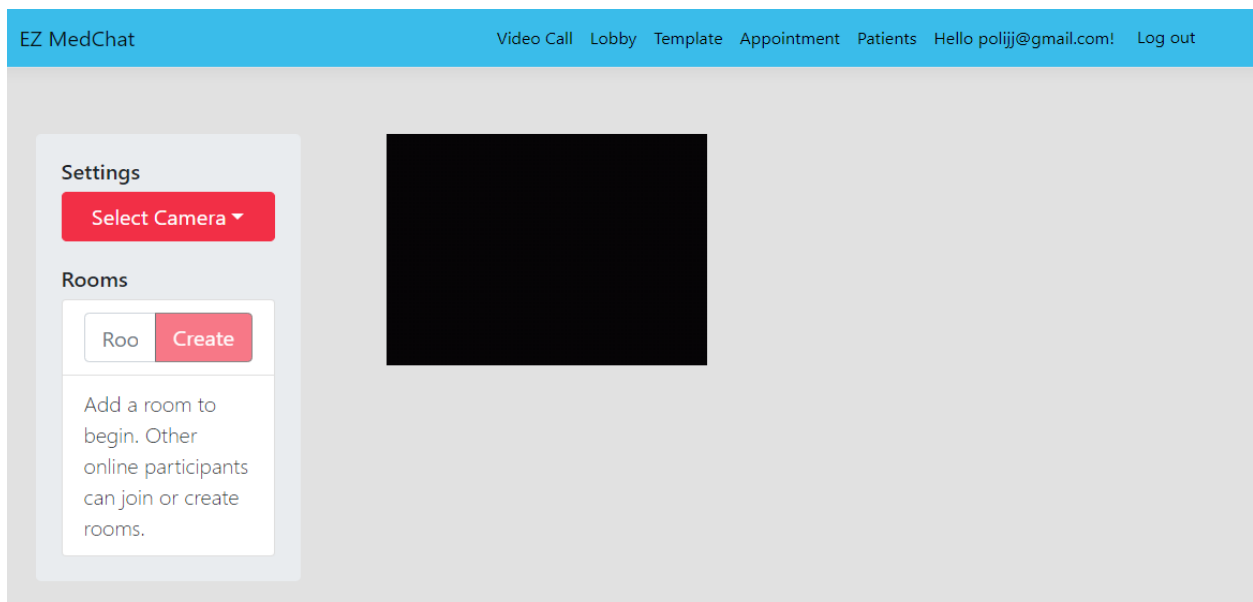 EZ MedChat
Video Call Lobby Template Appointment Patients Hello polijj@gmail.com! Log out
Settings
Select Camera
Rooms
Roo Create
Add a room to
begin. Other
online participants
can join or create
rooms.